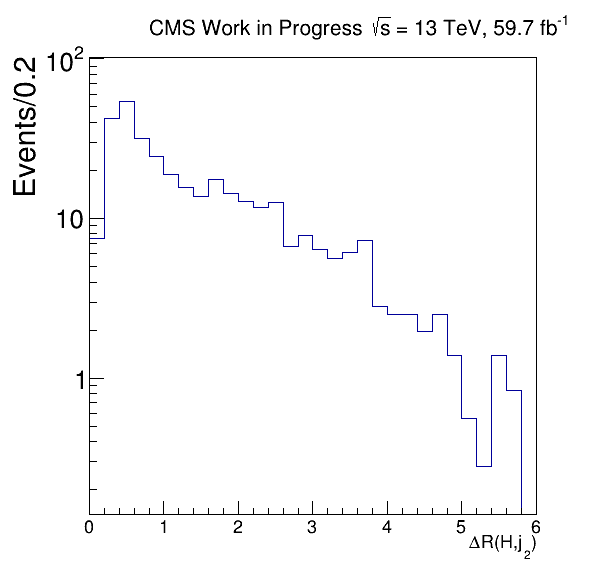 CMS Work in Progress √s = 13 TeV, 59.7 fb⁻¹
Events/0.2
10²
10
1
0 1 2 3 4 5 6
ΔR(H,j₂)